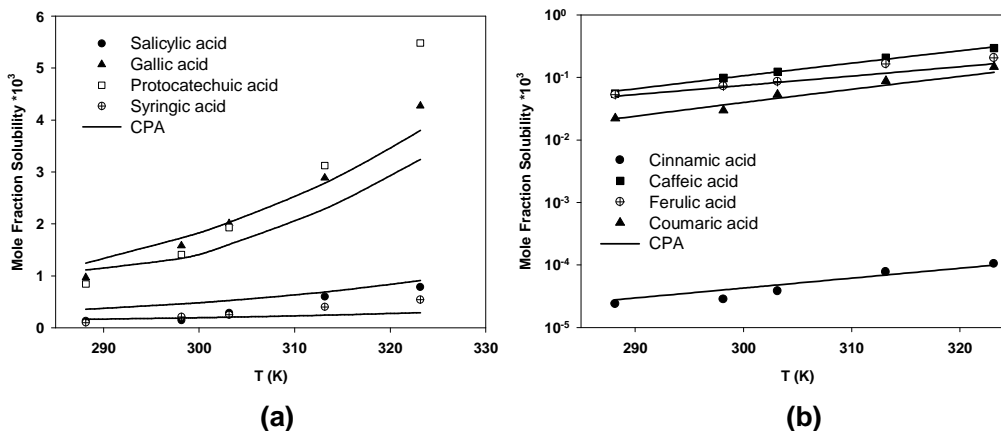 6
5
4
3
2
1
0
Mole Fraction Solubility *10³
Salicylic acid
Gallic acid
Protocatechuic acid
Syringic acid
CPA
290
300
310
320
330
T (K)
(a)
10⁰
10⁻¹
10⁻²
10⁻³
10⁻⁴
10⁻⁵
Mole Fraction Solubility *10³
Cinnamic acid
Caffeic acid
Ferulic acid
Coumaric acid
CPA
290
300
310
320
T (K)
(b)